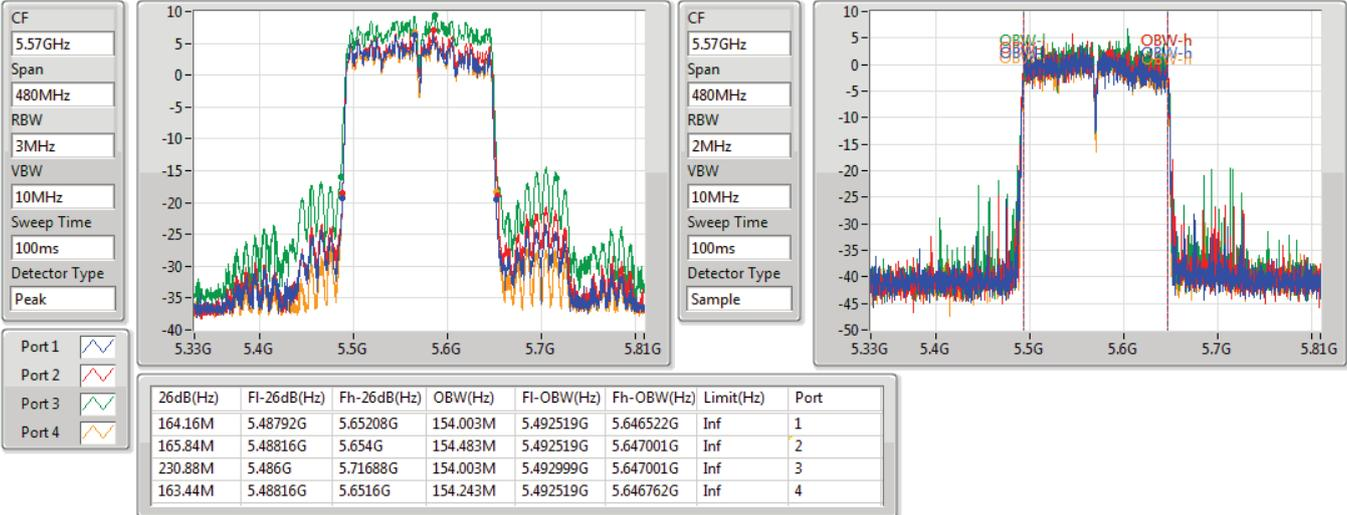 CF
5.57GHz
Span
480MHz
RBW
3MHz
VBW
10MHz
Sweep Time
100ms
Detector Type
Peak
10
5
0
-5
-10
-15
-20
-25
-30
-35
-40
5.33G 5.4G 5.5G 5.6G 5.7G 5.81G
CF
5.57GHz
Span
480MHz
RBW
2MHz
VBW
10MHz
Sweep Time
100ms
Detector Type
Sample
10
5
0
-5
-10
-15
-20
-25
-30
-35
-40
-45
-50
OBW-h
5.33G 5.4G 5.5G 5.6G 5.7G 5.81G
Port 1
Port 2
Port 3
Port 4
26dB(Hz) Fl-26dB(Hz) Fh-26dB(Hz) OBW(Hz) Fl-OBW(Hz) Fh-OBW(Hz) Limit(Hz) Port
164.16M 5.48792G 5.65208G 154.003M 5.492519G 5.646522G Inf 1
165.84M 5.48816G 5.654G 154.483M 5.492519G 5.647001G Inf 2
230.88M 5.486G 5.71688G 154.003M 5.492999G 5.647001G Inf 3
163.44M 5.48816G 5.6516G 154.243M 5.492519G 5.646762G Inf 4